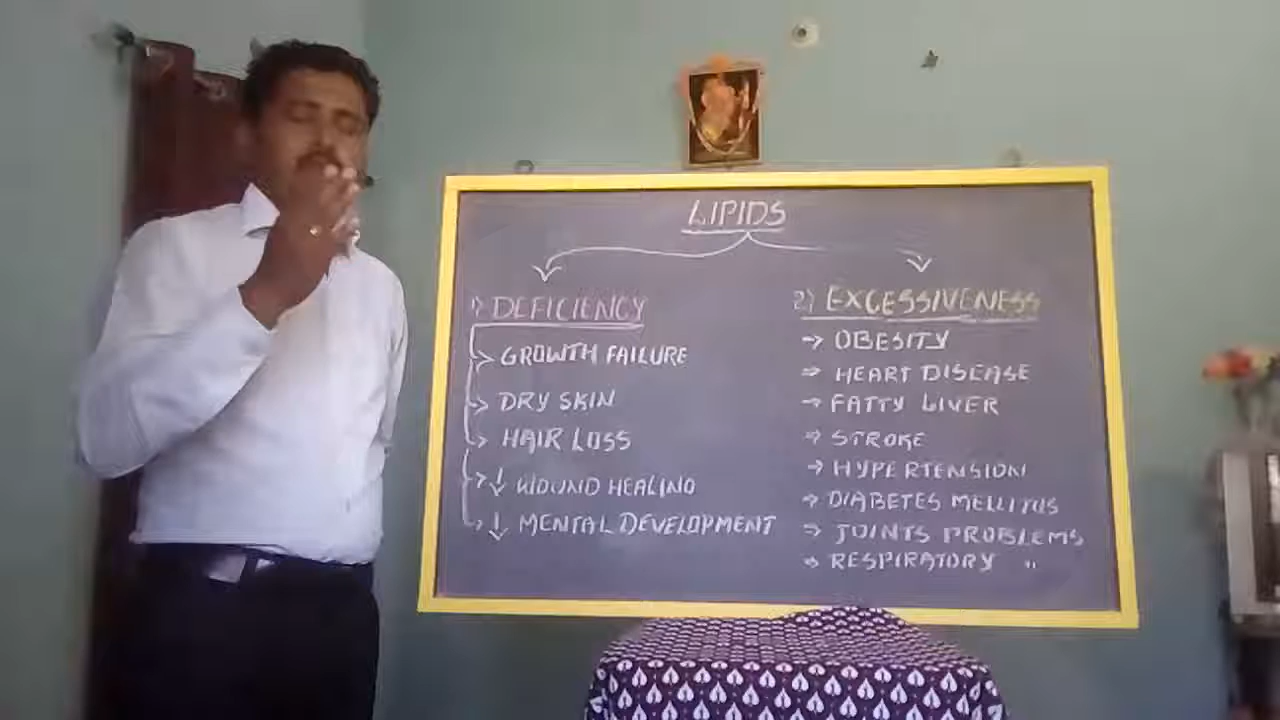 LIPIDS
1) DEFICIENCY
GROWTH FAILURE
DRY SKIN
HAIR LOSS
↓ WOUND HEALING
↓ MENTAL DEVELOPMENT
2) EXCESSIVENESS
→ OBESITY
→ HEART DISEASE
→ FATTY LIVER
→ STROKE
→ HYPERTENSION
→ DIABETES MELLITUS
→ JOINTS PROBLEMS
→ RESPIRATORY "